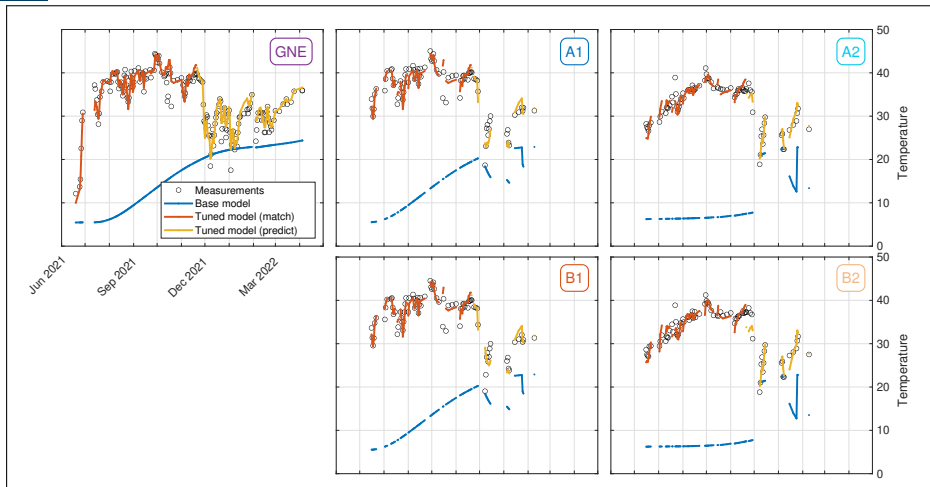 GNE
A1
A2
50
40
30
20
10
0
Temperature
Measurements
Base model
Tuned model (match)
Tuned model (predict)
Jun 2021
Sep 2021
Dec 2021
Mar 2022
B1
B2
50
40
30
20
10
0
Temperature